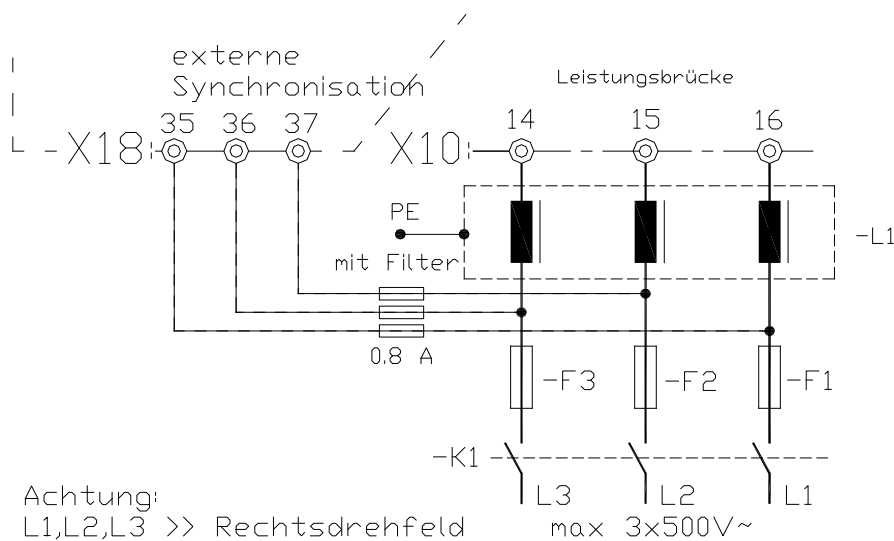 externe
Synchronisation
Leistungsbrücke
35 36 37
14 15 16
X18
X10
PE
-L1
mit Filter
0.8 A
-F3 -F2 -F1
-K1
L3 L2 L1
Achtung:
L1,L2,L3 >> Rechtsdrehfeld
max 3x500V~